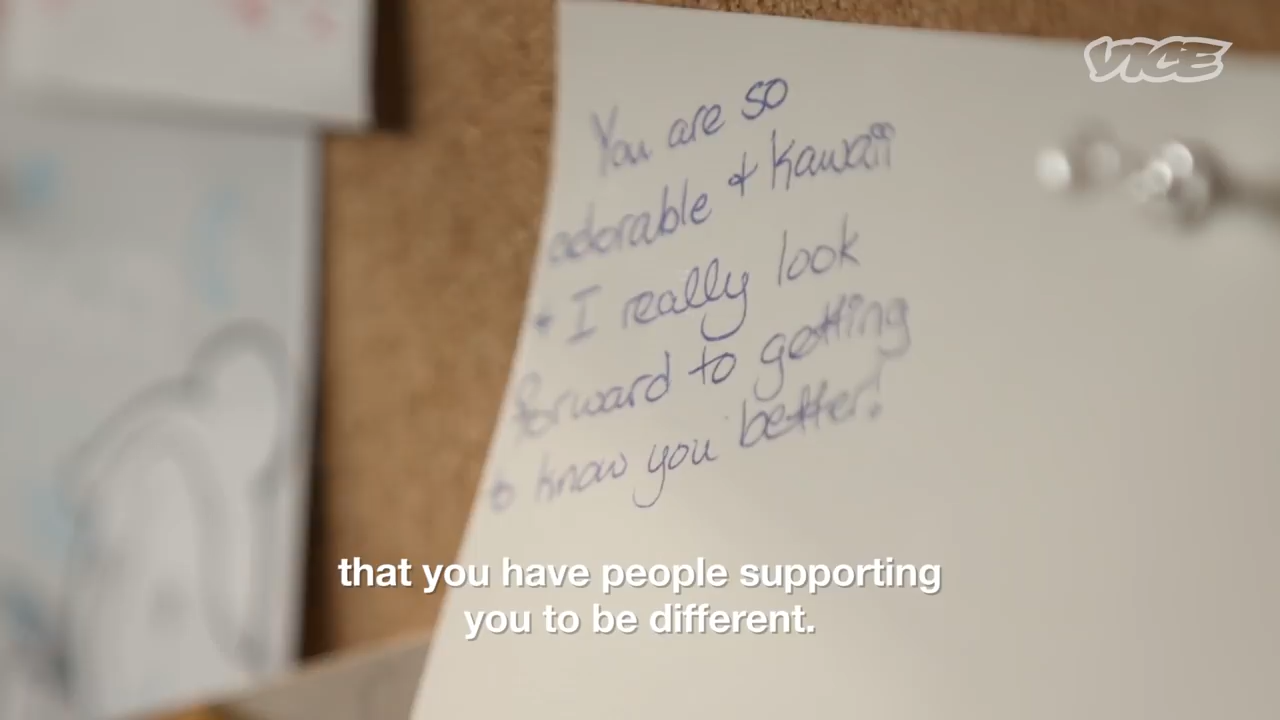 VICE
You are so
adorable + Kawaii
+ I really look
forward to getting
to know you better!
that you have people supporting
you to be different.